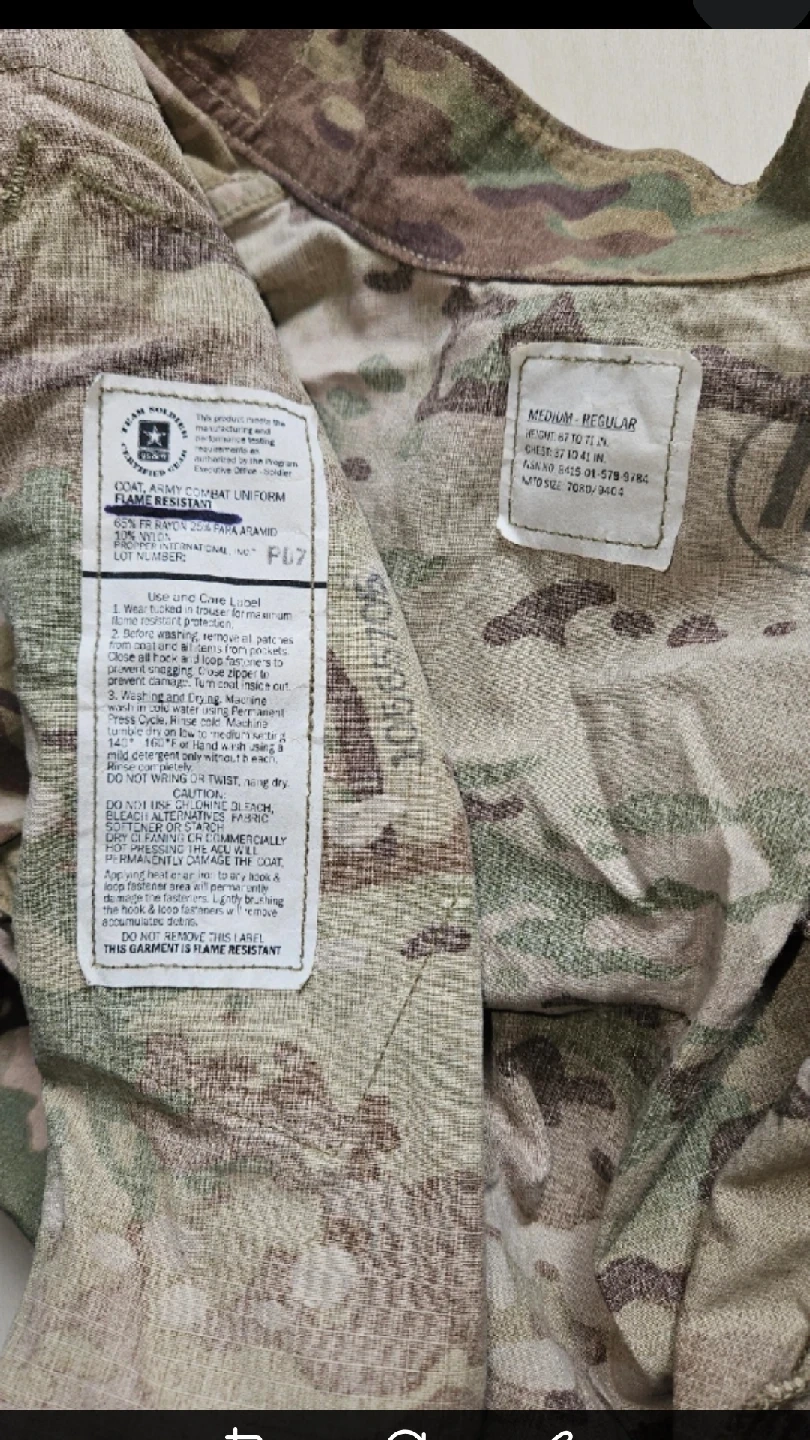 TEAM SOLDIER
CERTIFIED GEAR
This product meets the
manufacturing and
performance testing
requirements as
authorized by the Program
Executive Office - Soldier
COAT, ARMY COMBAT UNIFORM
FLAME RESISTANT
65% FR RAYON 25% PARA ARAMID
10% NYLON
PROPPER INTERNATIONAL, INC.
LOT NUMBER: P07
Use and Care Label
1. Wear tucked in trouser for maximum
flame resistant protection.
2. Before washing, remove all patches
from coat and all items from pockets.
Close all hook and loop fasteners to
prevent snagging. Close zipper to
prevent damage. Turn coat inside out.
3. Washing and Drying. Machine
wash in cold water using Permanent
Press Cycle. Rinse cold. Machine
tumble dry on low to medium setting
140° - 160°F or Hand wash using a
mild detergent only without bleach.
Rinse completely.
DO NOT WRING OR TWIST, hang dry.
CAUTION:
DO NOT USE CHLORINE BLEACH,
BLEACH ALTERNATIVES, FABRIC
SOFTENER OR STARCH
DRY CLEANING OR COMMERCIALLY
HOT PRESSING THE ACU WILL
PERMANENTLY DAMAGE THE COAT.
Applying heat or an iron to any hook &
loop fastener area will permanently
damage the fasteners. Lightly brushing
the hook & loop fasteners will remove
accumulated debris.
DO NOT REMOVE THIS LABEL
THIS GARMENT IS FLAME RESISTANT
MEDIUM - REGULAR
HEIGHT: 67 TO 71 IN.
CHEST: 37 TO 41 IN.
NSN NO. 8415-01-579-9784
NATO SIZE: 7080/9404